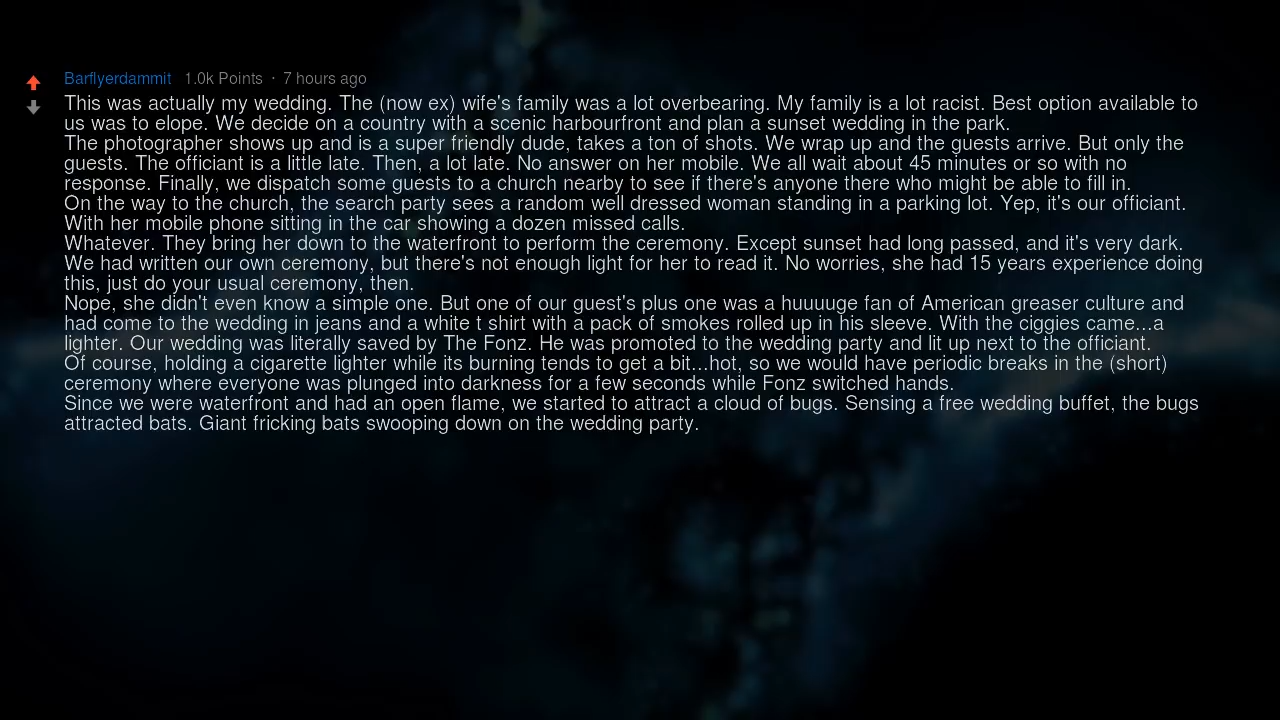 Barflyerdammit 1.0k Points · 7 hours ago
This was actually my wedding. The (now ex) wife's family was a lot overbearing. My family is a lot racist. Best option available to
us was to elope. We decide on a country with a scenic harbourfront and plan a sunset wedding in the park.
The photographer shows up and is a super friendly dude, takes a ton of shots. We wrap up and the guests arrive. But only the
guests. The officiant is a little late. Then, a lot late. No answer on her mobile. We all wait about 45 minutes or so with no
response. Finally, we dispatch some guests to a church nearby to see if there's anyone there who might be able to fill in.
On the way to the church, the search party sees a random well dressed woman standing in a parking lot. Yep, it's our officiant.
With her mobile phone sitting in the car showing a dozen missed calls.
Whatever. They bring her down to the waterfront to perform the ceremony. Except sunset had long passed, and it's very dark.
We had written our own ceremony, but there's not enough light for her to read it. No worries, she had 15 years experience doing
this, just do your usual ceremony, then.
Nope, she didn't even know a simple one. But one of our guest's plus one was a huuuuge fan of American greaser culture and
had come to the wedding in jeans and a white t shirt with a pack of smokes rolled up in his sleeve. With the ciggies came...a
lighter. Our wedding was literally saved by The Fonz. He was promoted to the wedding party and lit up next to the officiant.
Of course, holding a cigarette lighter while its burning tends to get a bit...hot, so we would have periodic breaks in the (short)
ceremony where everyone was plunged into darkness for a few seconds while Fonz switched hands.
Since we were waterfront and had an open flame, we started to attract a cloud of bugs. Sensing a free wedding buffet, the bugs
attracted bats. Giant fricking bats swooping down on the wedding party.